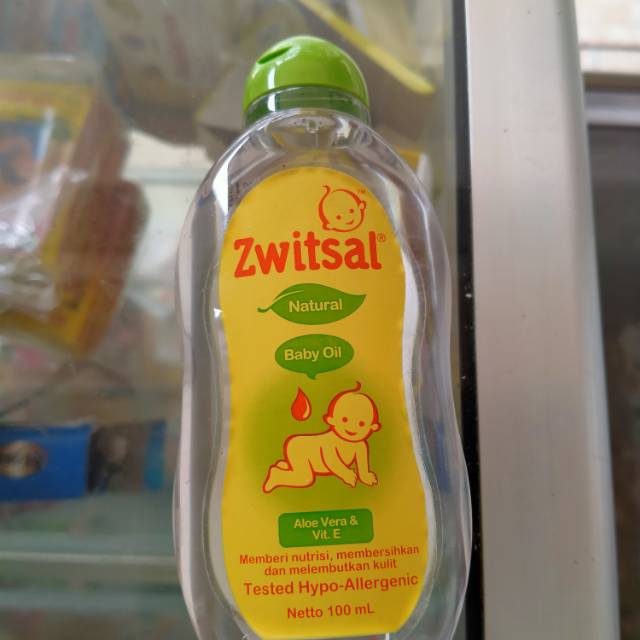 Zwitsal®
Natural
Baby Oil
Aloe Vera &
Vit. E
Memberi nutrisi, membersihkan
dan melembutkan kulit
Tested Hypo-Allergenic
Netto 100 mL